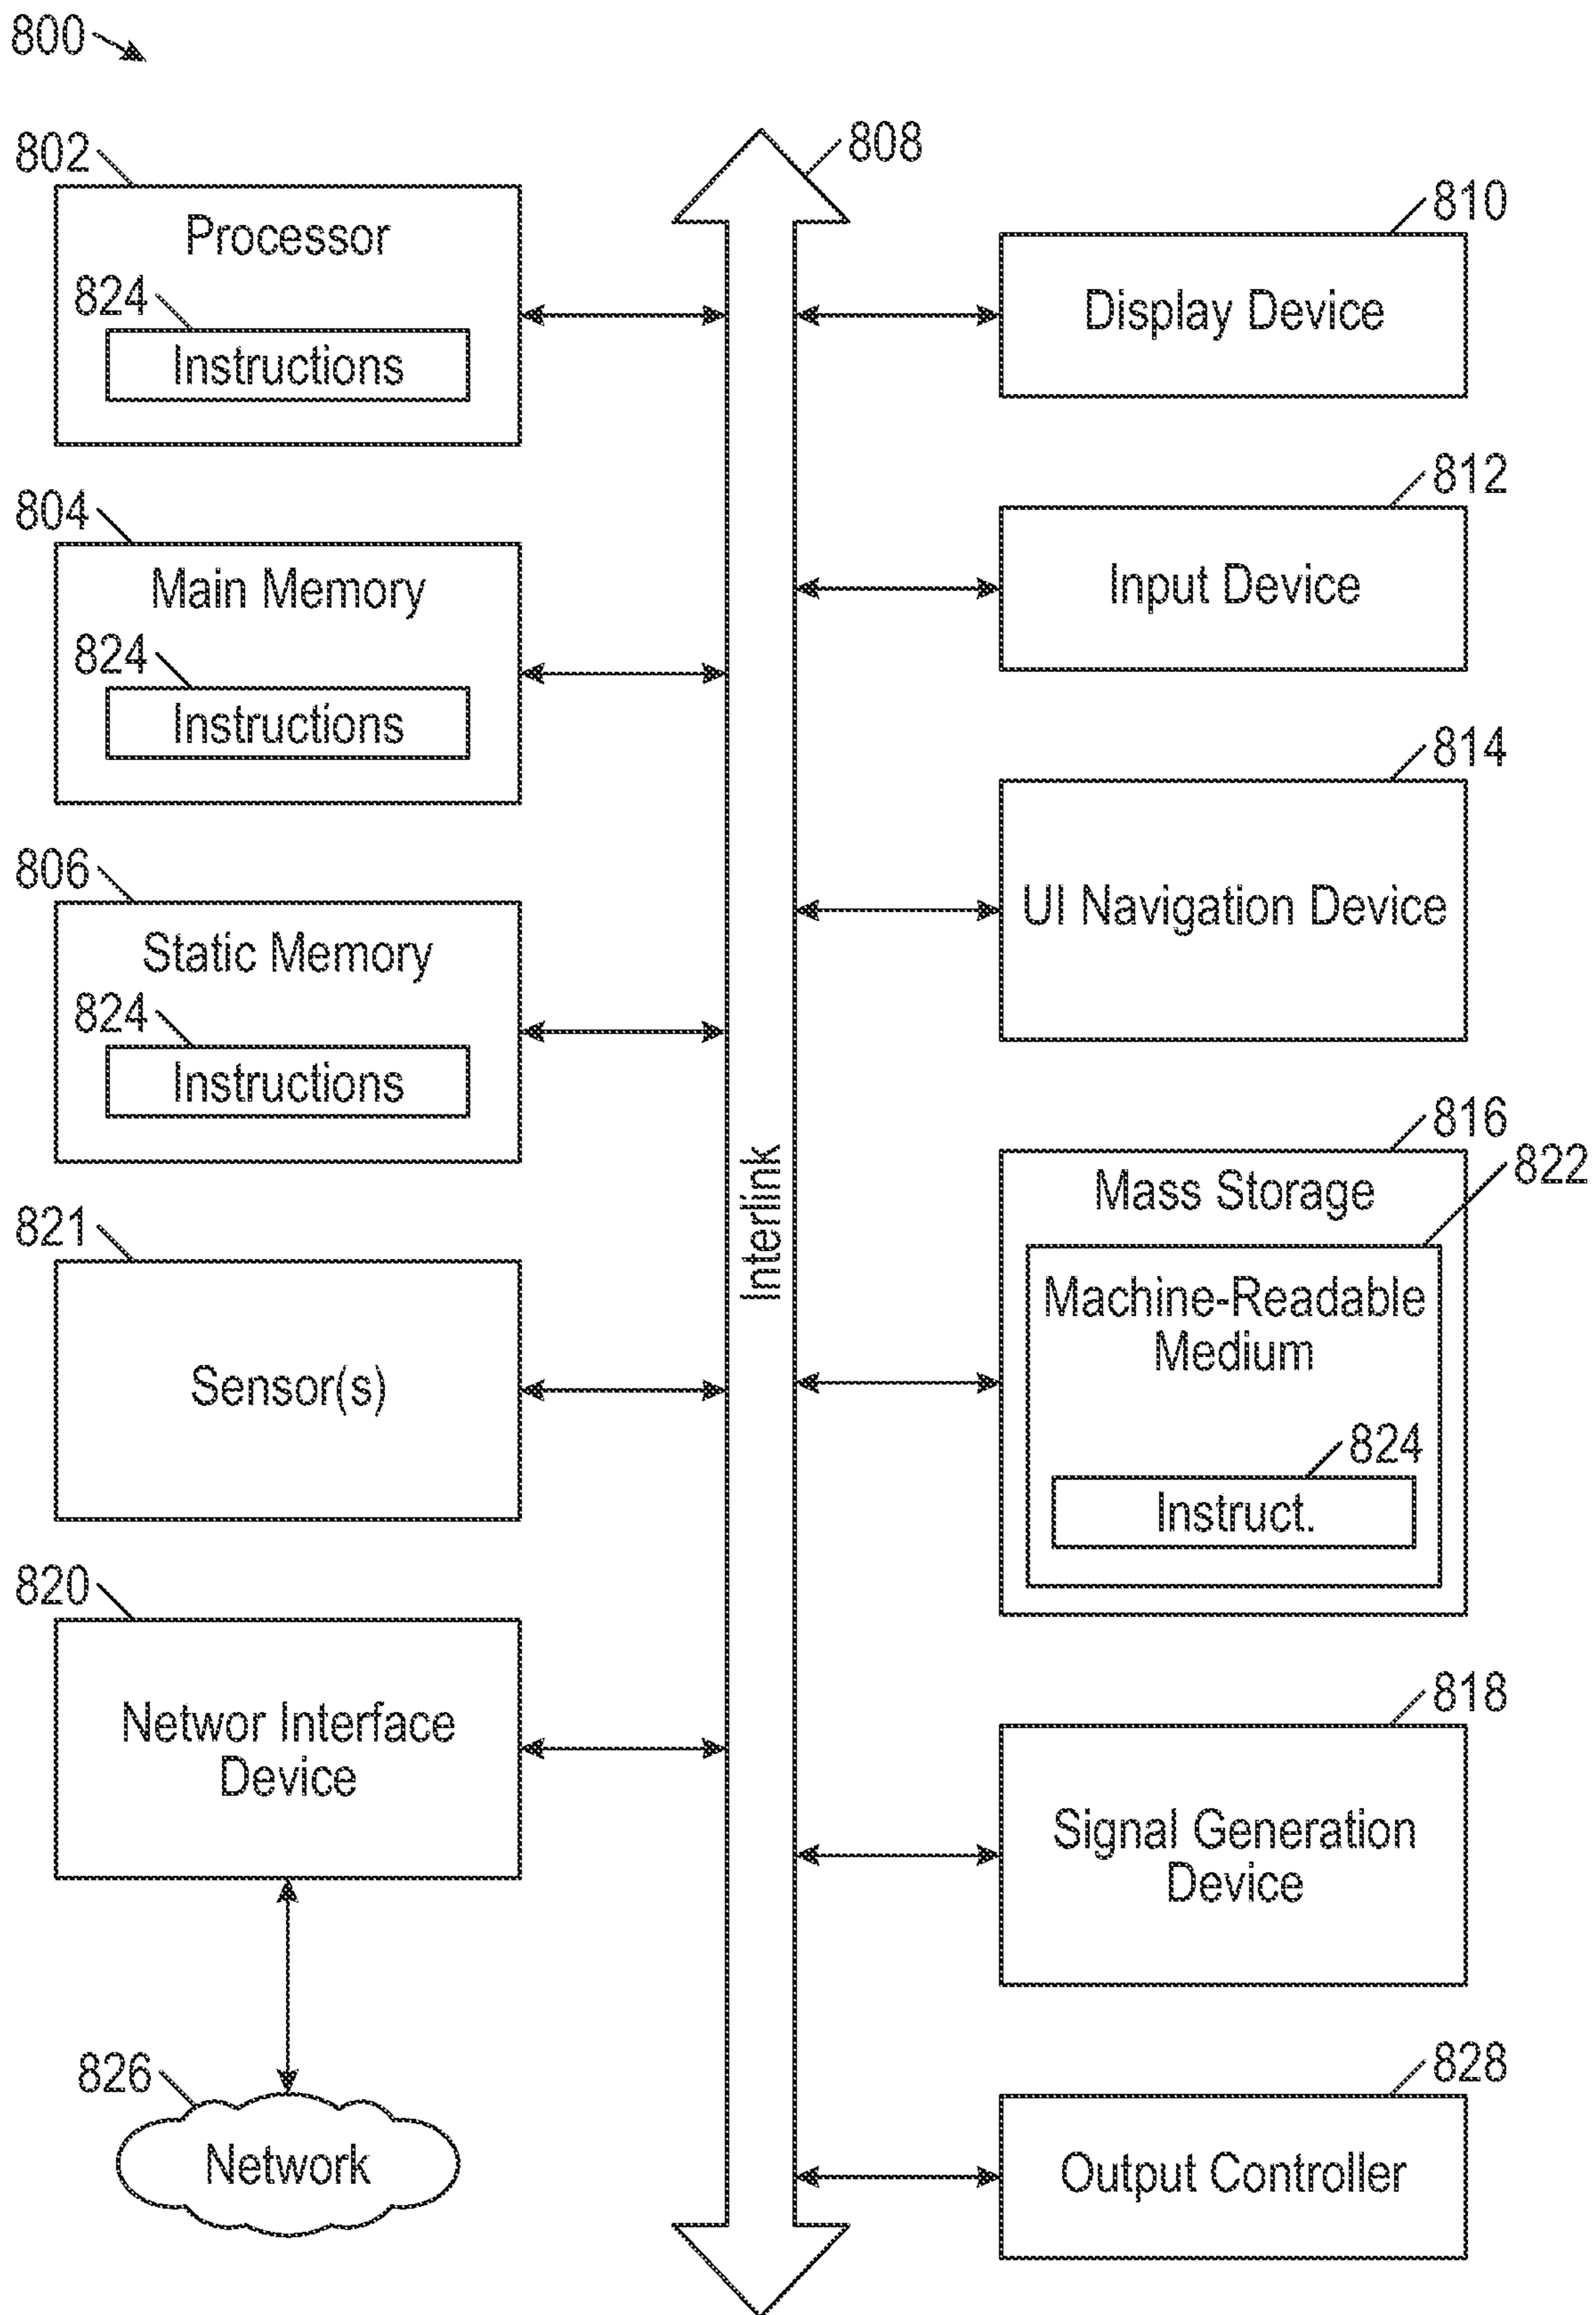 800
802
Processor
824
Instructions
804
Main Memory
824
Instructions
806
Static Memory
824
Instructions
821
Sensor(s)
820
Networ Interface
Device
826
Network
808
Interlink
810
Display Device
812
Input Device
814
UI Navigation Device
816
Mass Storage
822
Machine-Readable
Medium
824
Instruct.
818
Signal Generation
Device
828
Output Controller